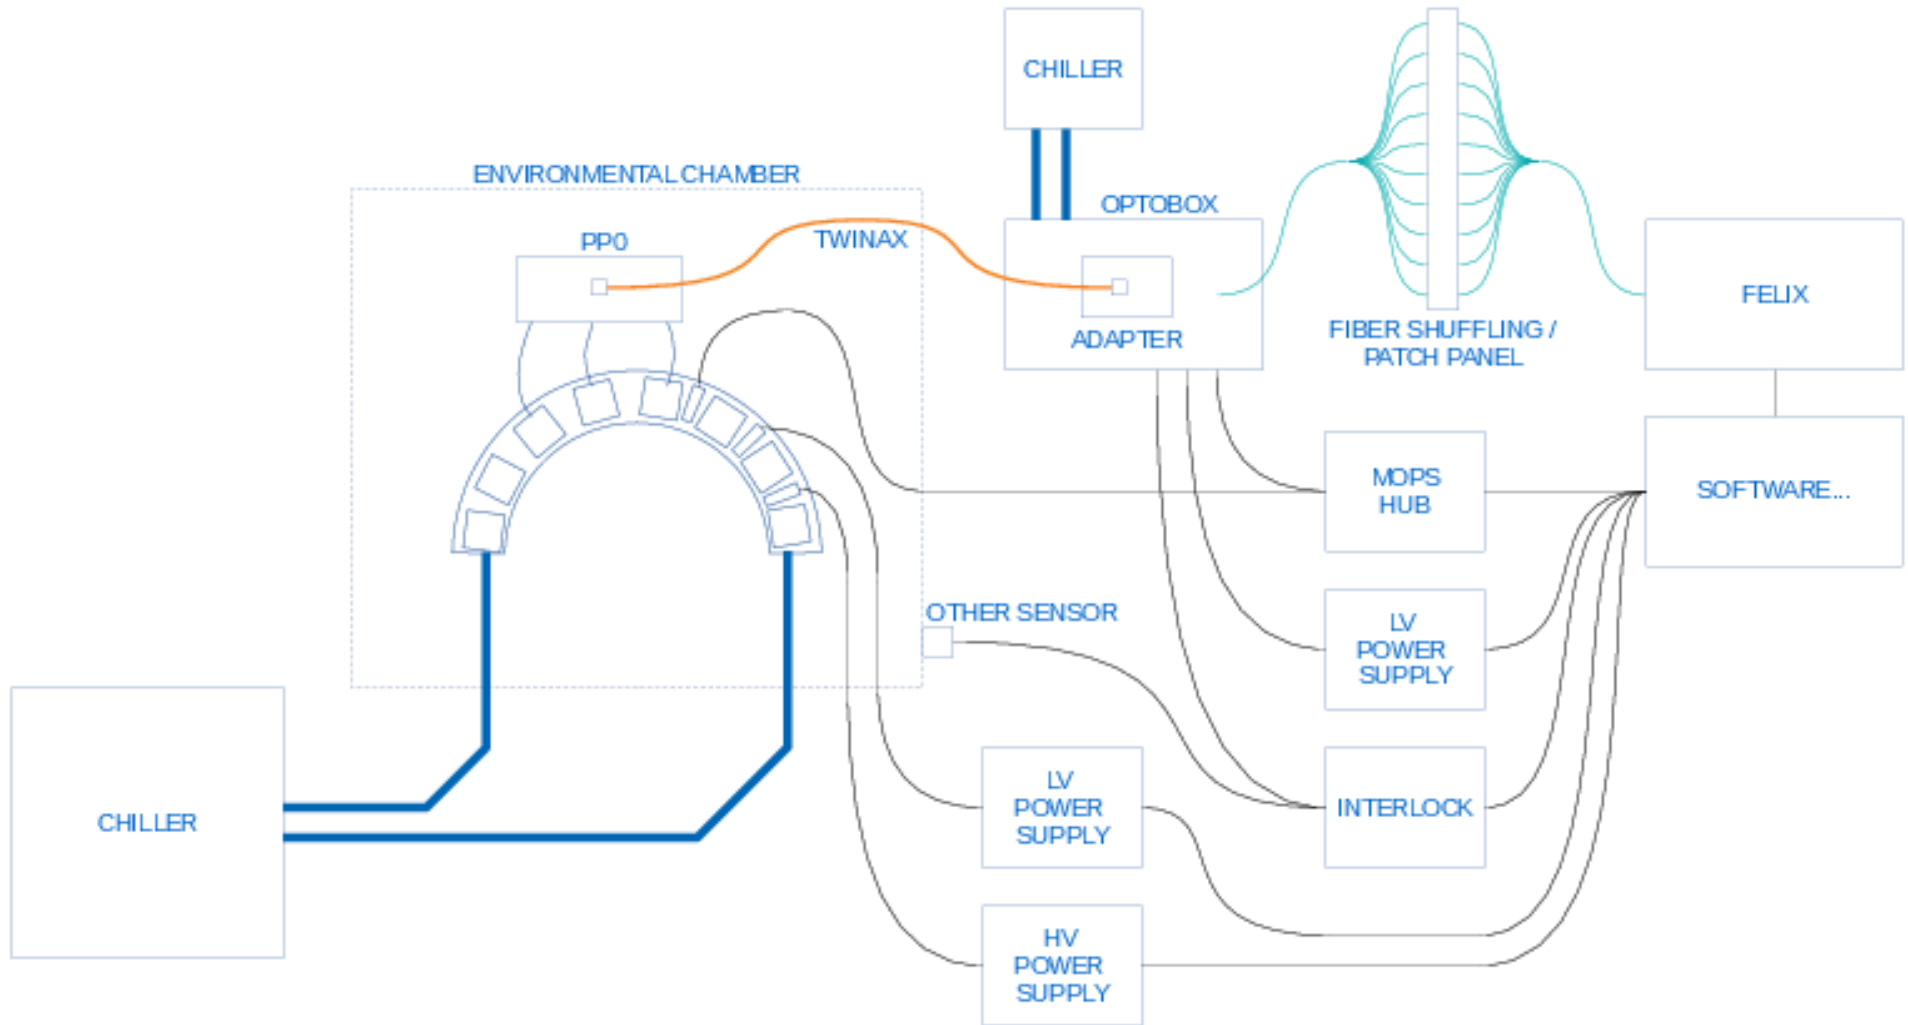 CHILLER
ENVIRONMENTAL CHAMBER
OPTOBOX
PP0
TWINAX
ADAPTER
FIBER SHUFFLING /
PATCH PANEL
FELIX
MOPS
HUB
SOFTWARE...
OTHER SENSOR
LV
POWER
SUPPLY
CHILLER
LV
POWER
SUPPLY
INTERLOCK
HV
POWER
SUPPLY